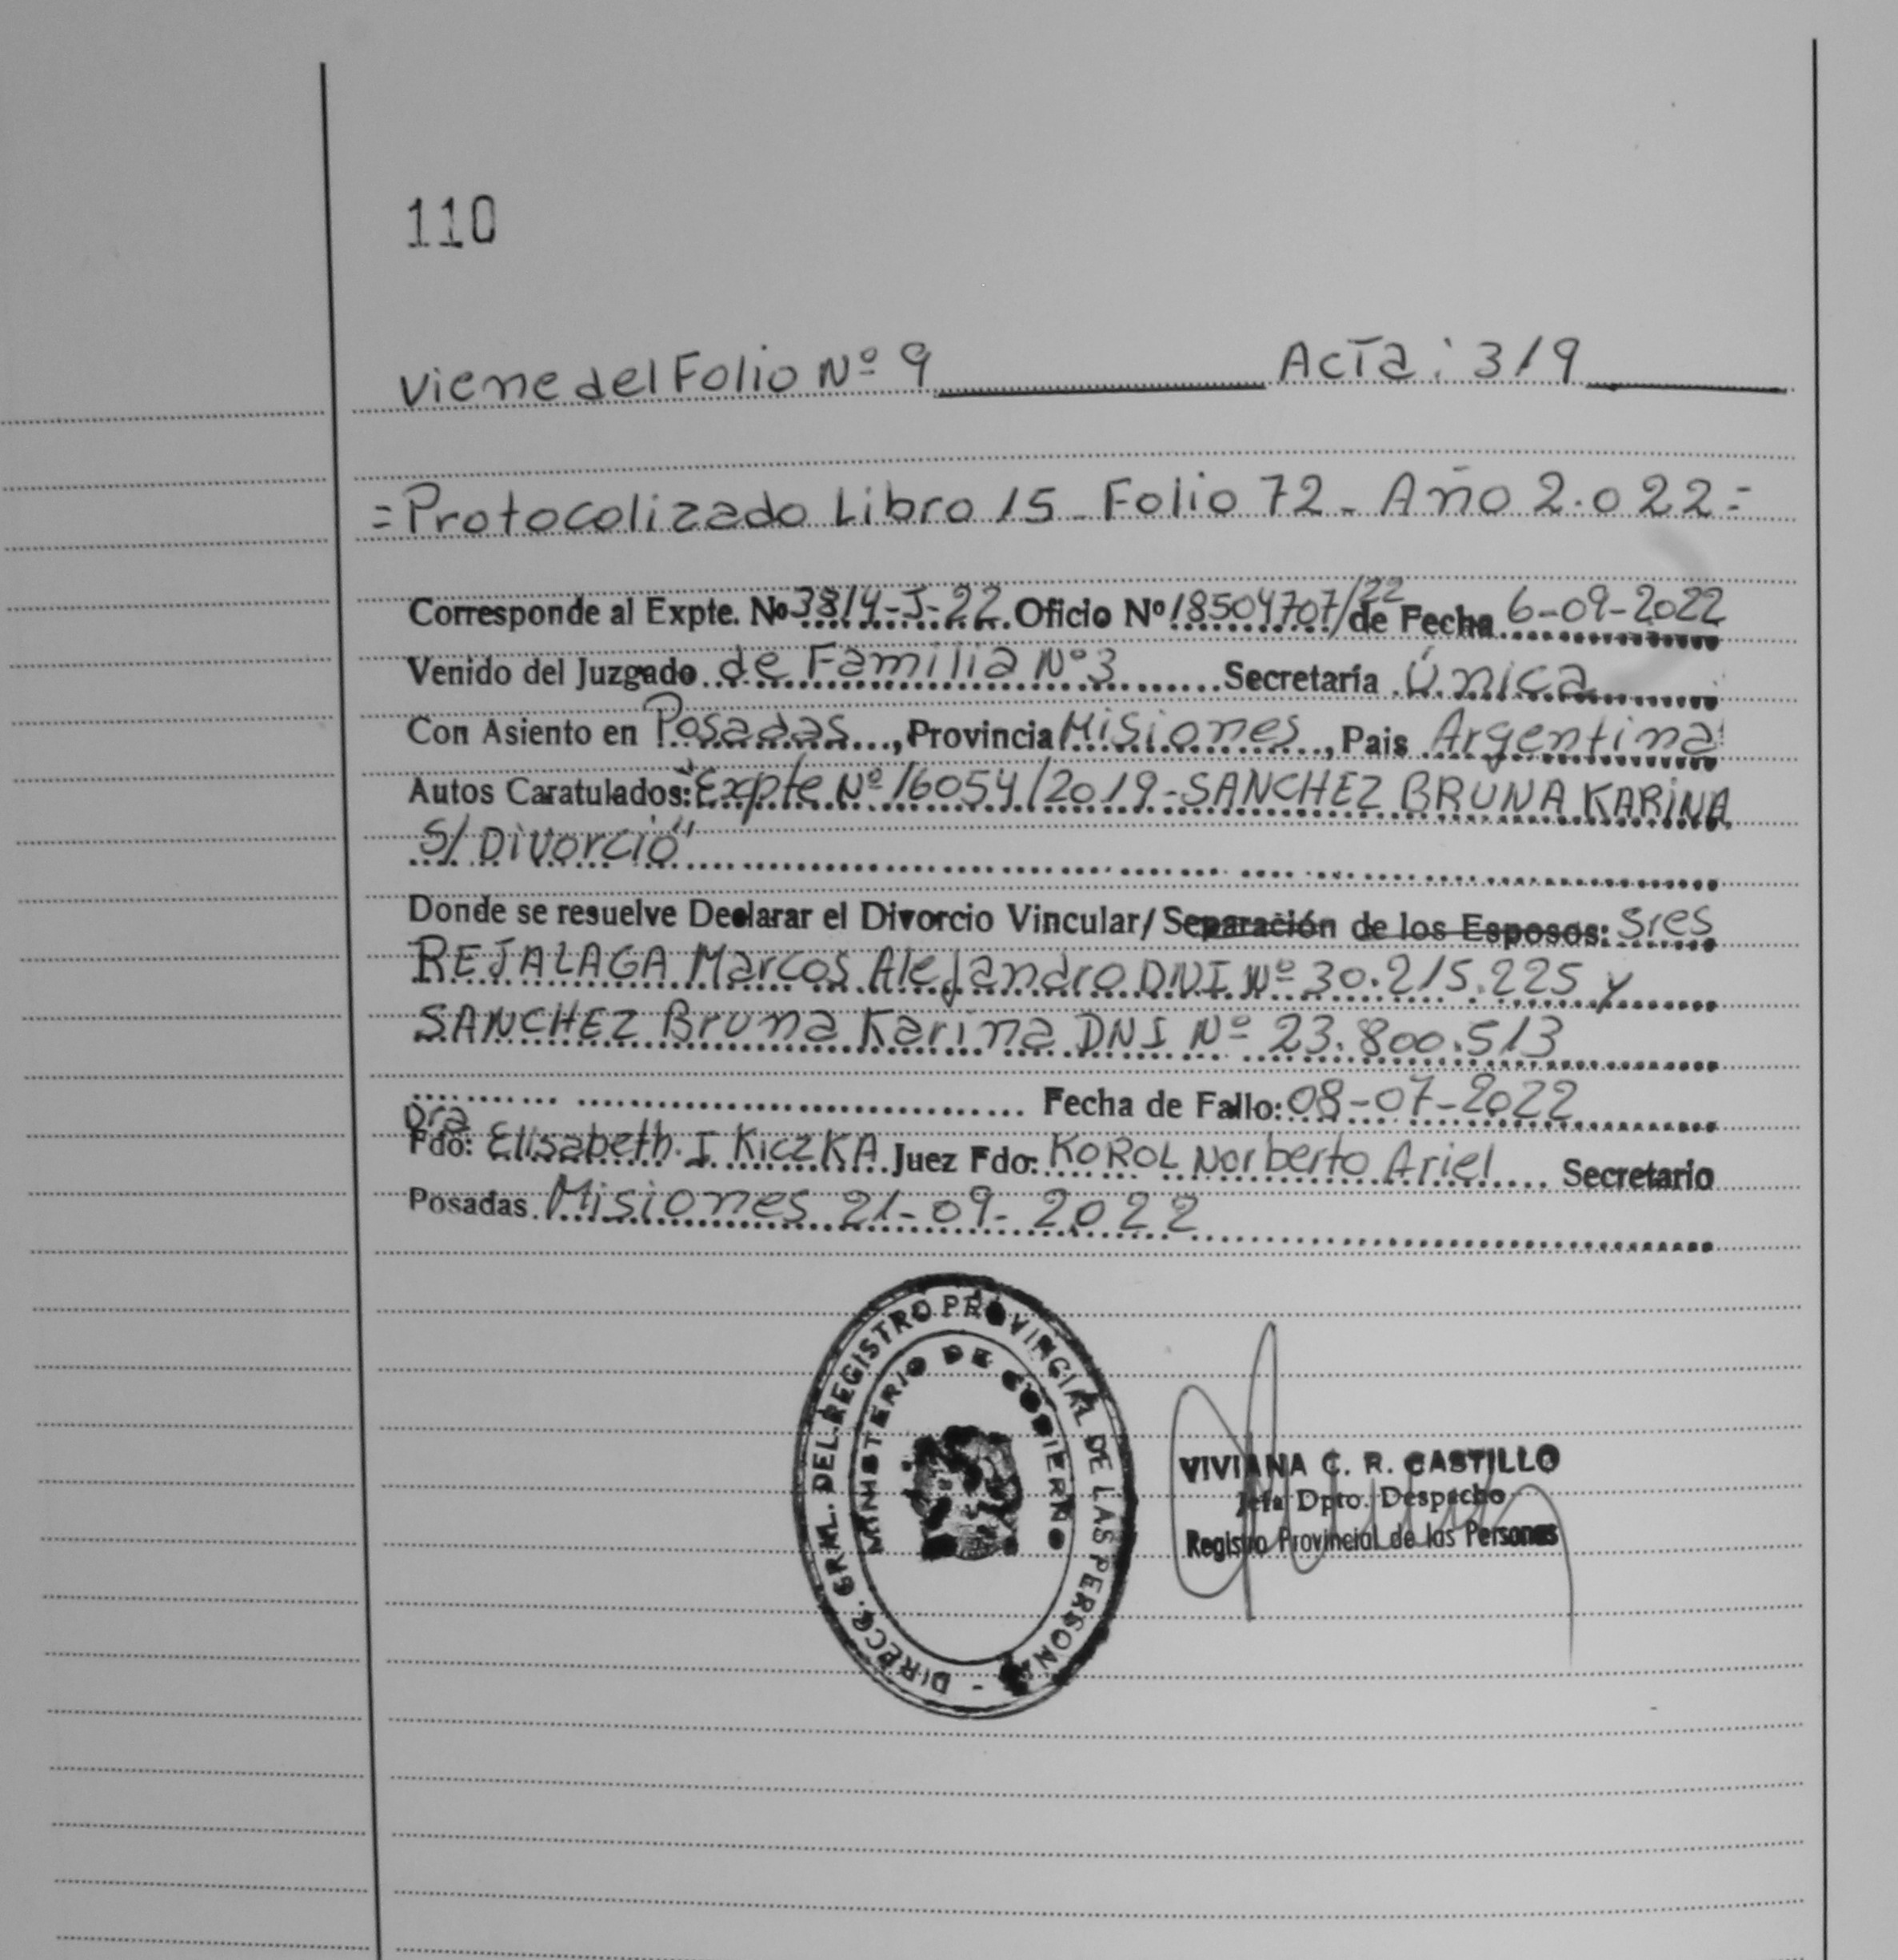 110
Viene del Folio Nº 9 Acta: 319
= Protocolizado Libro 15 - Folio 72 - Año 2.022 =
Corresponde al Expte. Nº 3814-J-22. Oficio Nº 18504707/22 de Fecha 6-09-2022
Venido del Juzgado de Familia Nº 3 Secretaría Única
Con Asiento en Posadas, Provincia Misiones, Pais Argentina
Autos Caratulados: "Expte Nº 16054/2019 - SANCHEZ BRUNA KARINA
S/ Divorció"
Donde se resuelve Declarar el Divorcio Vincular/ Separación de los Esposos: Sres
REJALAGA Marcos Alejandro DNI Nº 30.215.225 y
SANCHEZ Bruna Karina DNI Nº 23.800.513
Fecha de Fallo: 08-07-2022
Fdo: Dra Elisabeth. I KiczKA Juez Fdo: KOROL Norberto Ariel Secretario
Posadas Misiones 21-09-2022
DIRECC. GRAL. DEL REGISTRO PROVINCIAL DE LAS PERSONAS -
MINISTERIO DE GOBIERNO
VIVIANA C. R. CASTILLO
Jefa Dpto. Despacho
Registro Provincial de las Personas